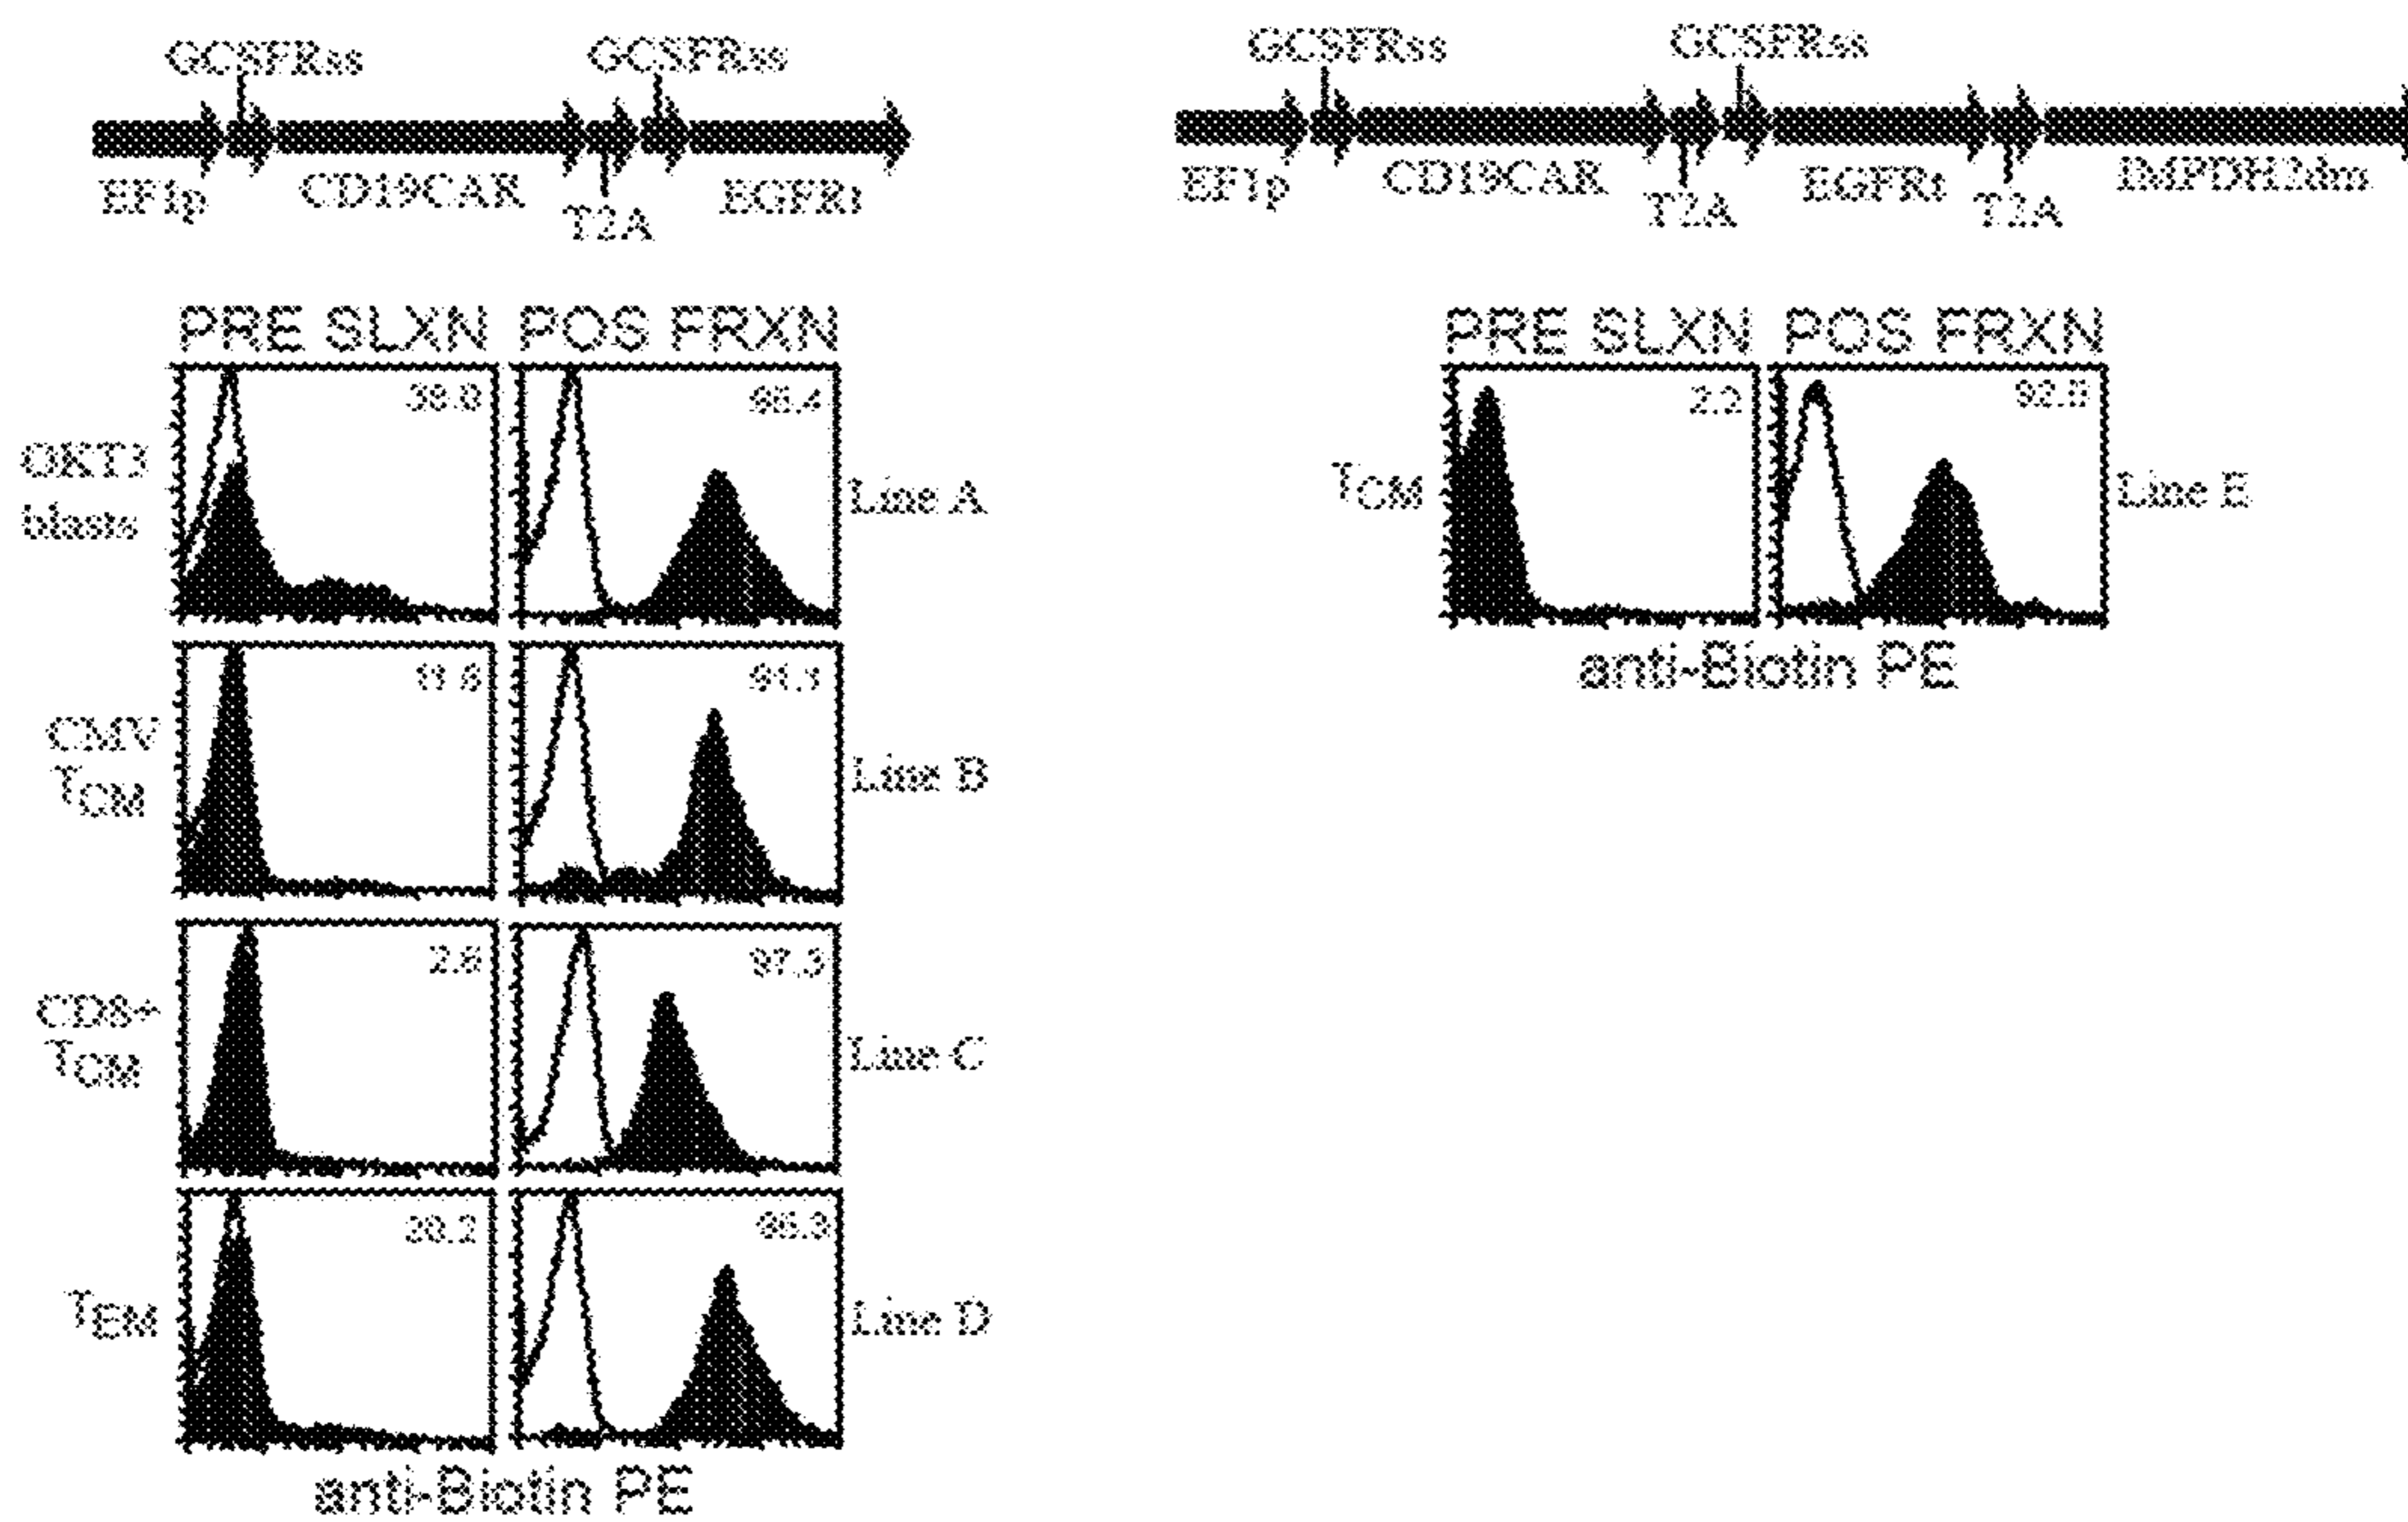 GCSFRss GCSFRss
EF1p CD19CAR T2A EGFRt
GCSFRss GCSFRss
EF1p CD19CAR T2A EGFRt T2A IMPDH2dm
PRE SLXN POS FRXN
OKT3
blasts
Line A
CMV
TCM
Line B
CD8+
TCM
2.8
97.3
Line C
TEM
20.2
Line D
anti-Biotin PE
PRE SLXN POS FRXN
TCM
2.2
Line E
anti-Biotin PE